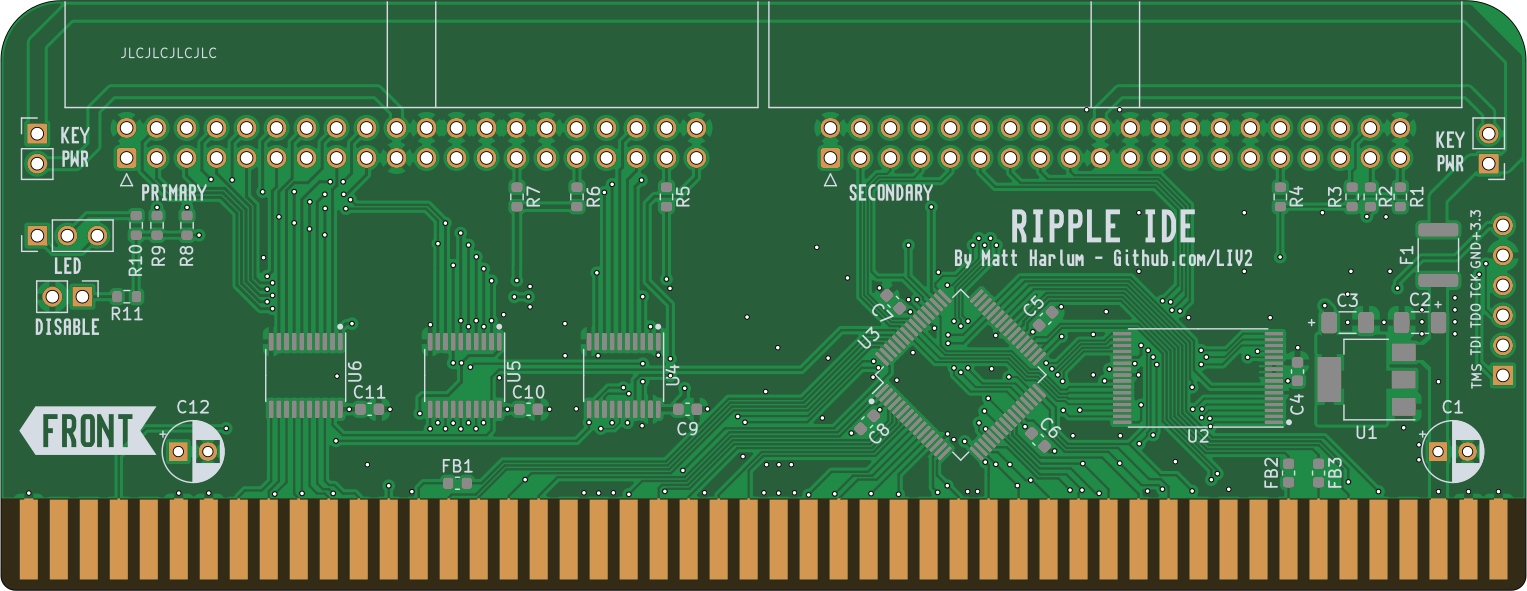 JLCJLCJLCJLC
KEY
PWR
PRIMARY
R7
R6
R5
SECONDARY
R4
R3
R2
R1
KEY
PWR
RIPPLE IDE
By Matt Harlum - Github.com/LIV2
R10
R9
R8
LED
R11
DISABLE
F1
TMS TDI TDO TCK GND +3.3
C7
U3
C5
C3
C2
+
+
U6
U5
U4
C11
C10
C9
C8
C6
U2
C4
U1
C12
+
FRONT
C1
+
FB1
FB2
FB3